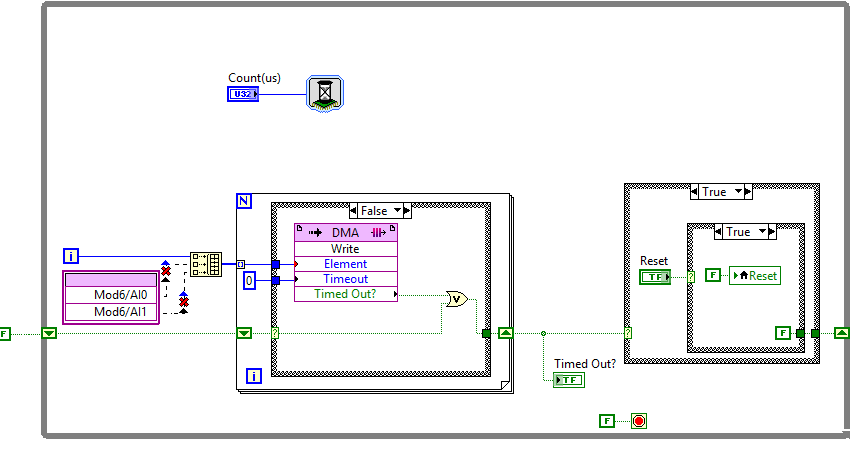 Count(us)
U32
N
False
True
DMA
True
Write
i
Element
Reset
0
Timeout
TF
F
Reset
Mod6/AI0
Timed Out?
Mod6/AI1
V
F
?
?
?
F
i
Timed Out?
TF
F